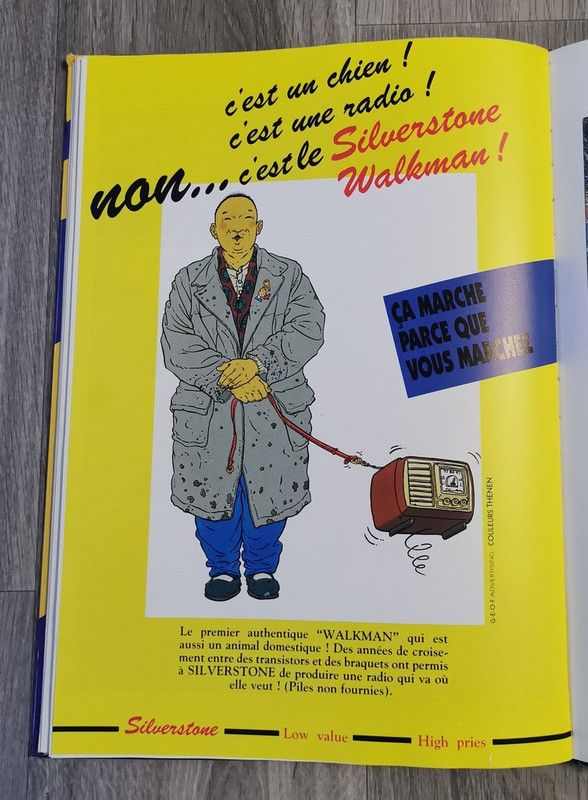 c'est un chien !
c'est une radio !
non... c'est le Silverstone
Walkman !
ÇA MARCHE
PARCE QUE
VOUS MARCHEZ
G·E·O·F ADVERTISING · COULEURS THENEN
Le premier authentique “WALKMAN” qui est
aussi un animal domestique ! Des années de croise-
ment entre des transistors et des braquets ont permis
à SILVERSTONE de produire une radio qui va où
elle veut ! (Piles non fournies).
Silverstone Low value High pries